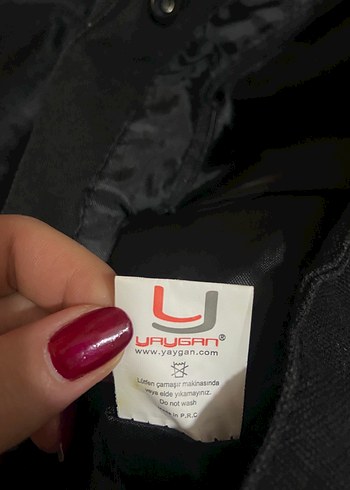 YAYGAN®
www.yaygan.com
Lütfen çamaşır makinasında
veya elde yıkamayınız.
Do not wash
in P.R.C